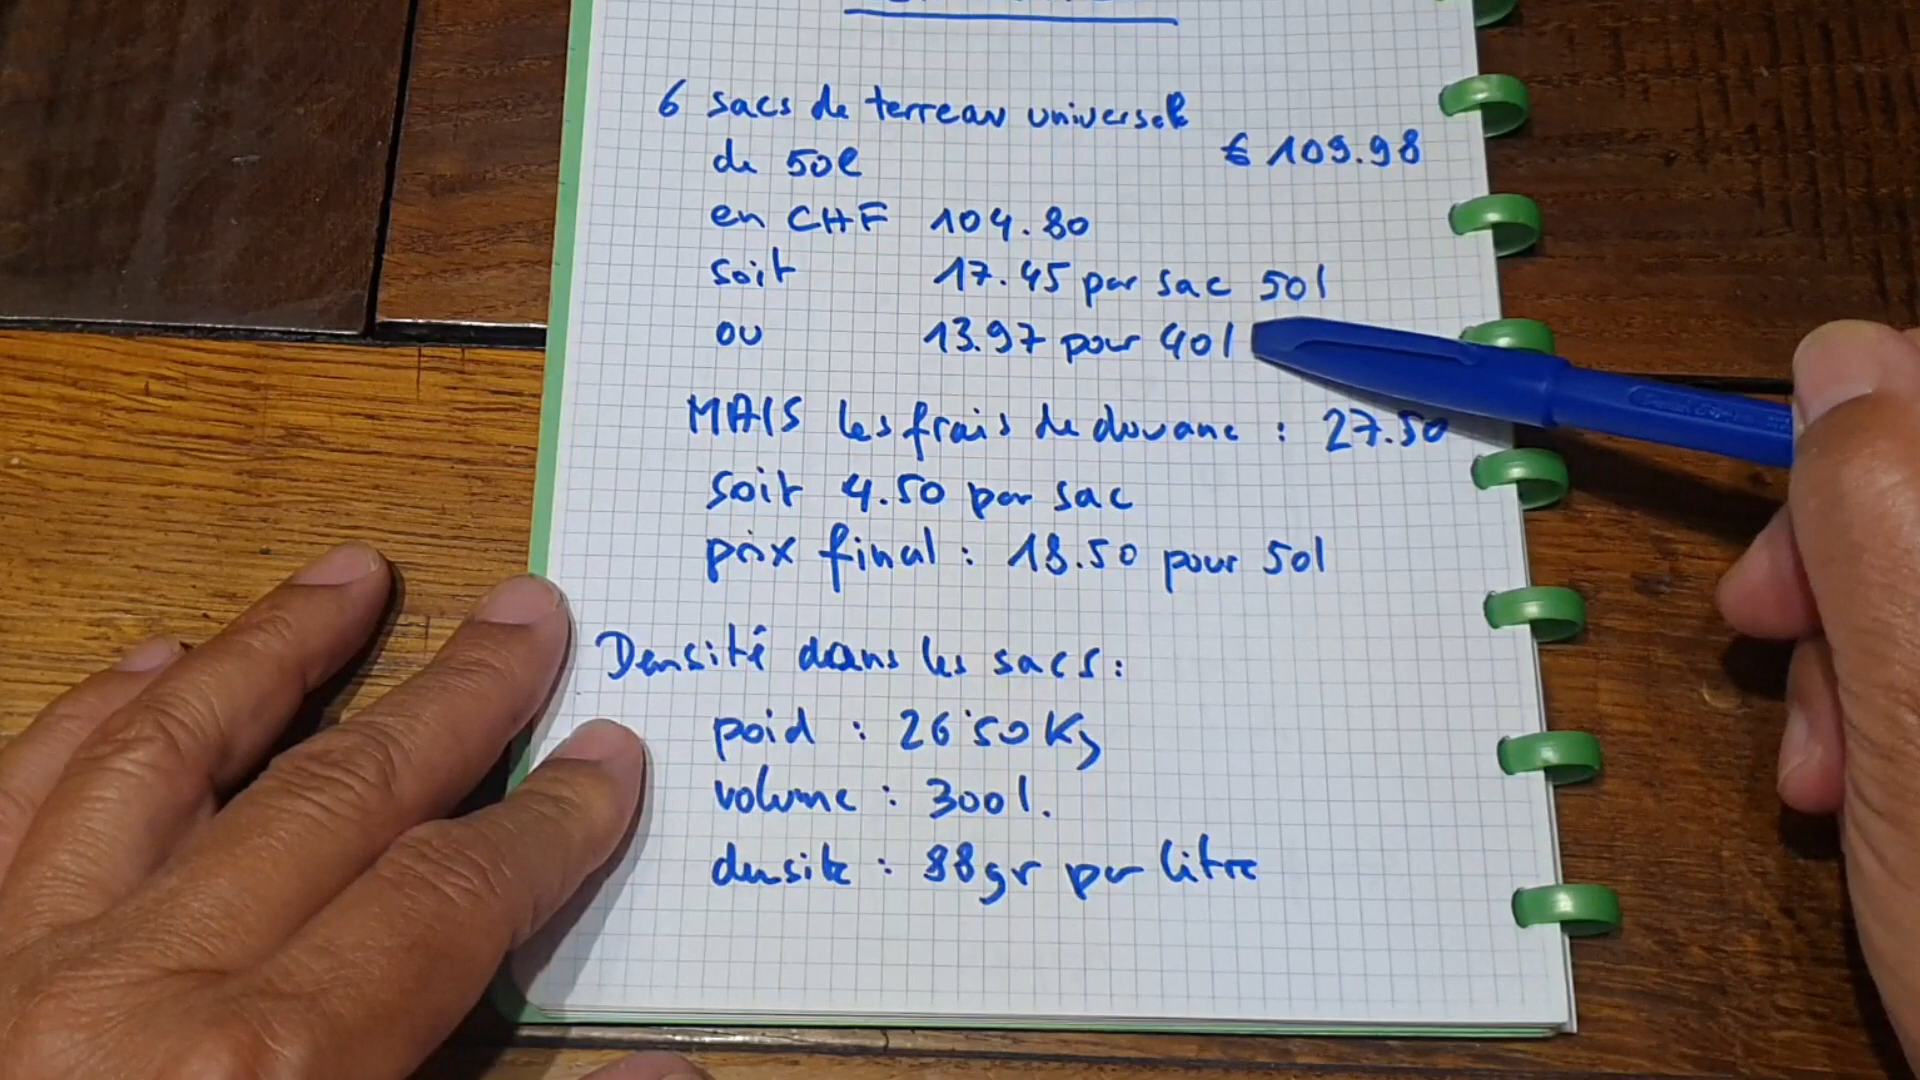 6 sacs de terreau universel
de 50l
€ 109.98
en CHF 104.80
soit 17.45 par sac 50l
ou 13.97 pour 40l
MAIS les frais de douane : 27.50
soit 4.50 par sac
prix final : 18.50 pour 50l
Densité dans les sacs :
poid : 26'50 Kg
volume : 300l.
densité : 88gr par litre